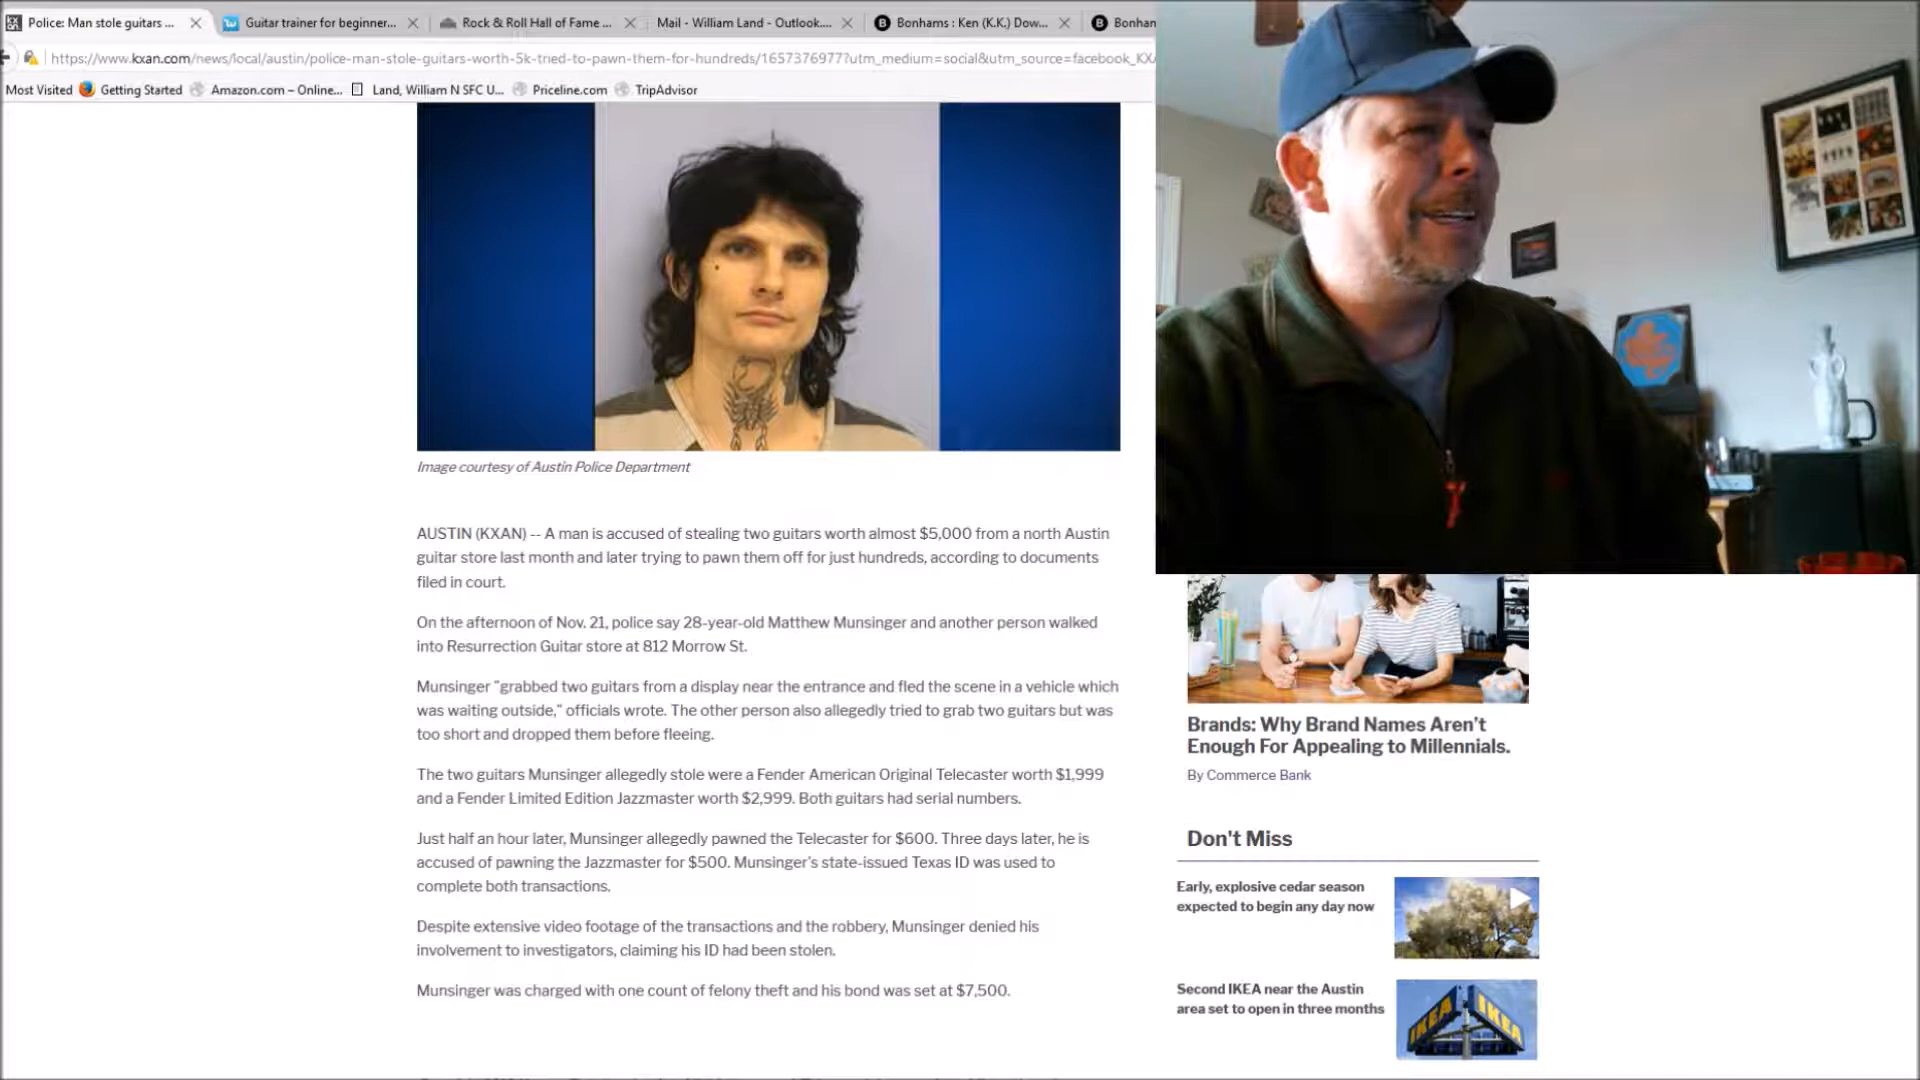 Police: Man stole guitars ...
Guitar trainer for beginner...
Rock & Roll Hall of Fame ...
Mail - William Land - Outlook....
Bonhams : Ken (K.K.) Dow...
Bonhan
https://www.kxan.com/news/local/austin/police-man-stole-guitars-worth-5k-tried-to-pawn-them-for-hundreds/1657376977?utm_medium=social&utm_source=facebook_KXA
Most Visited
Getting Started
Amazon.com – Online...
Land, William N SFC U...
Priceline.com
TripAdvisor
Image courtesy of Austin Police Department
AUSTIN (KXAN) -- A man is accused of stealing two guitars worth almost $5,000 from a north Austin
guitar store last month and later trying to pawn them off for just hundreds, according to documents
filed in court.
On the afternoon of Nov. 21, police say 28-year-old Matthew Munsinger and another person walked
into Resurrection Guitar store at 812 Morrow St.
Munsinger "grabbed two guitars from a display near the entrance and fled the scene in a vehicle which
was waiting outside," officials wrote. The other person also allegedly tried to grab two guitars but was
too short and dropped them before fleeing.
The two guitars Munsinger allegedly stole were a Fender American Original Telecaster worth $1,999
and a Fender Limited Edition Jazzmaster worth $2,999. Both guitars had serial numbers.
Just half an hour later, Munsinger allegedly pawned the Telecaster for $600. Three days later, he is
accused of pawning the Jazzmaster for $500. Munsinger's state-issued Texas ID was used to
complete both transactions.
Despite extensive video footage of the transactions and the robbery, Munsinger denied his
involvement to investigators, claiming his ID had been stolen.
Munsinger was charged with one count of felony theft and his bond was set at $7,500.
Brands: Why Brand Names Aren't
Enough For Appealing to Millennials.
By Commerce Bank
Don't Miss
Early, explosive cedar season
expected to begin any day now
Second IKEA near the Austin
area set to open in three months
IKEA IKEA